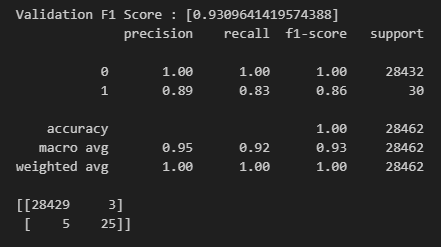 Validation F1 Score : [0.9309641419574388]
precision recall f1-score support
0 1.00 1.00 1.00 28432
1 0.89 0.83 0.86 30
accuracy 1.00 28462
macro avg 0.95 0.92 0.93 28462
weighted avg 1.00 1.00 1.00 28462
[[28429 3]
[ 5 25]]